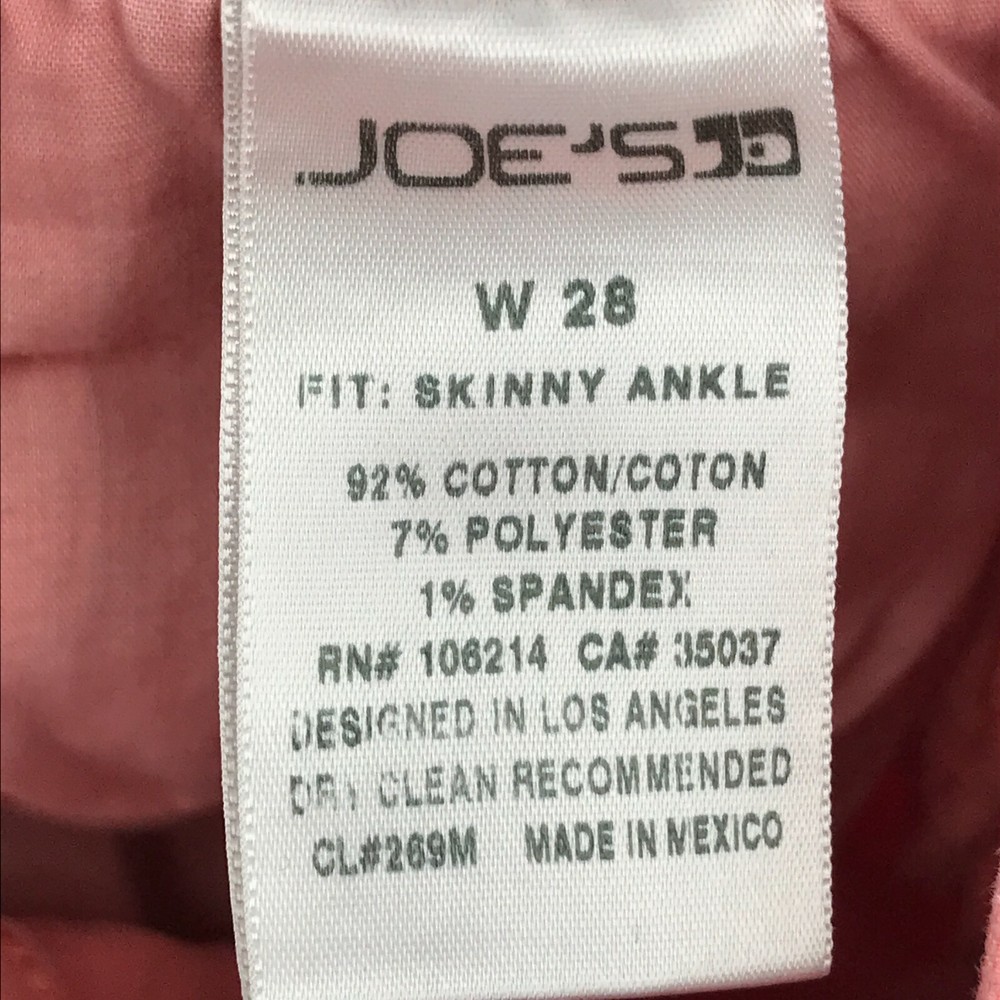 JOE'S
W 28
FIT: SKINNY ANKLE
92% COTTON/COTON
7% POLYESTER
1% SPANDEX
RN# 106214 CA# 35037
DESIGNED IN LOS ANGELES
DRY CLEAN RECOMMENDED
CL#269M MADE IN MEXICO